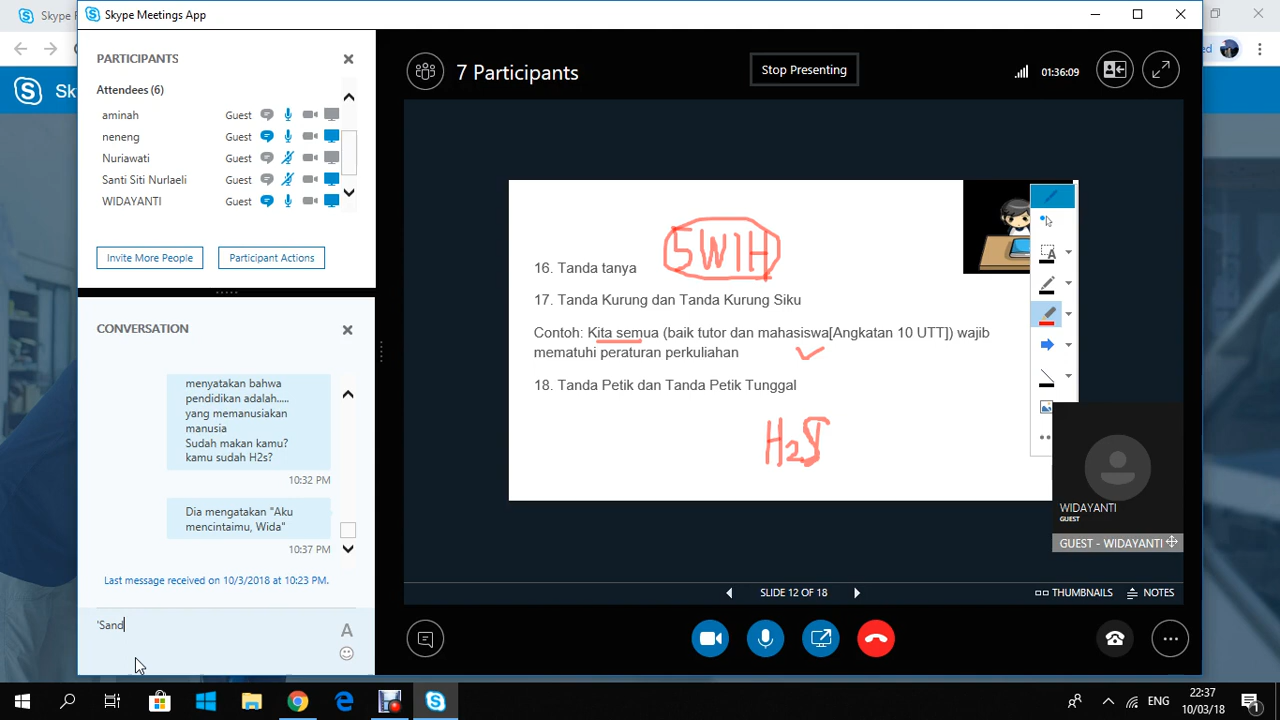 Skype
Skype Meetings App
ed
Sky
PARTICIPANTS
Attendees (6)
aminah Guest
neneng Guest
Nuriawati Guest
Santi Siti Nurlaeli Guest
WIDAYANTI Guest
Invite More People Participant Actions
CONVERSATION
menyatakan bahwa
pendidikan adalah.....
yang memanusiakan
manusia
Sudah makan kamu?
kamu sudah H2s?
10:32 PM
Dia mengatakan "Aku
mencintaimu, Wida"
10:37 PM
Last message received on 10/3/2018 at 10:23 PM.
'Sand
A
7 Participants
Stop Presenting
01:36:09
5W1H
16. Tanda tanya
17. Tanda Kurung dan Tanda Kurung Siku
Contoh: Kita semua (baik tutor dan mahasiswa[Angkatan 10 UTT]) wajib
mematuhi peraturan perkuliahan
18. Tanda Petik dan Tanda Petik Tunggal
H2S
A
WIDAYANTI
GUEST
GUEST - WIDAYANTI
SLIDE 12 OF 18
THUMBNAILS NOTES
ENG
22:37
10/03/18
1